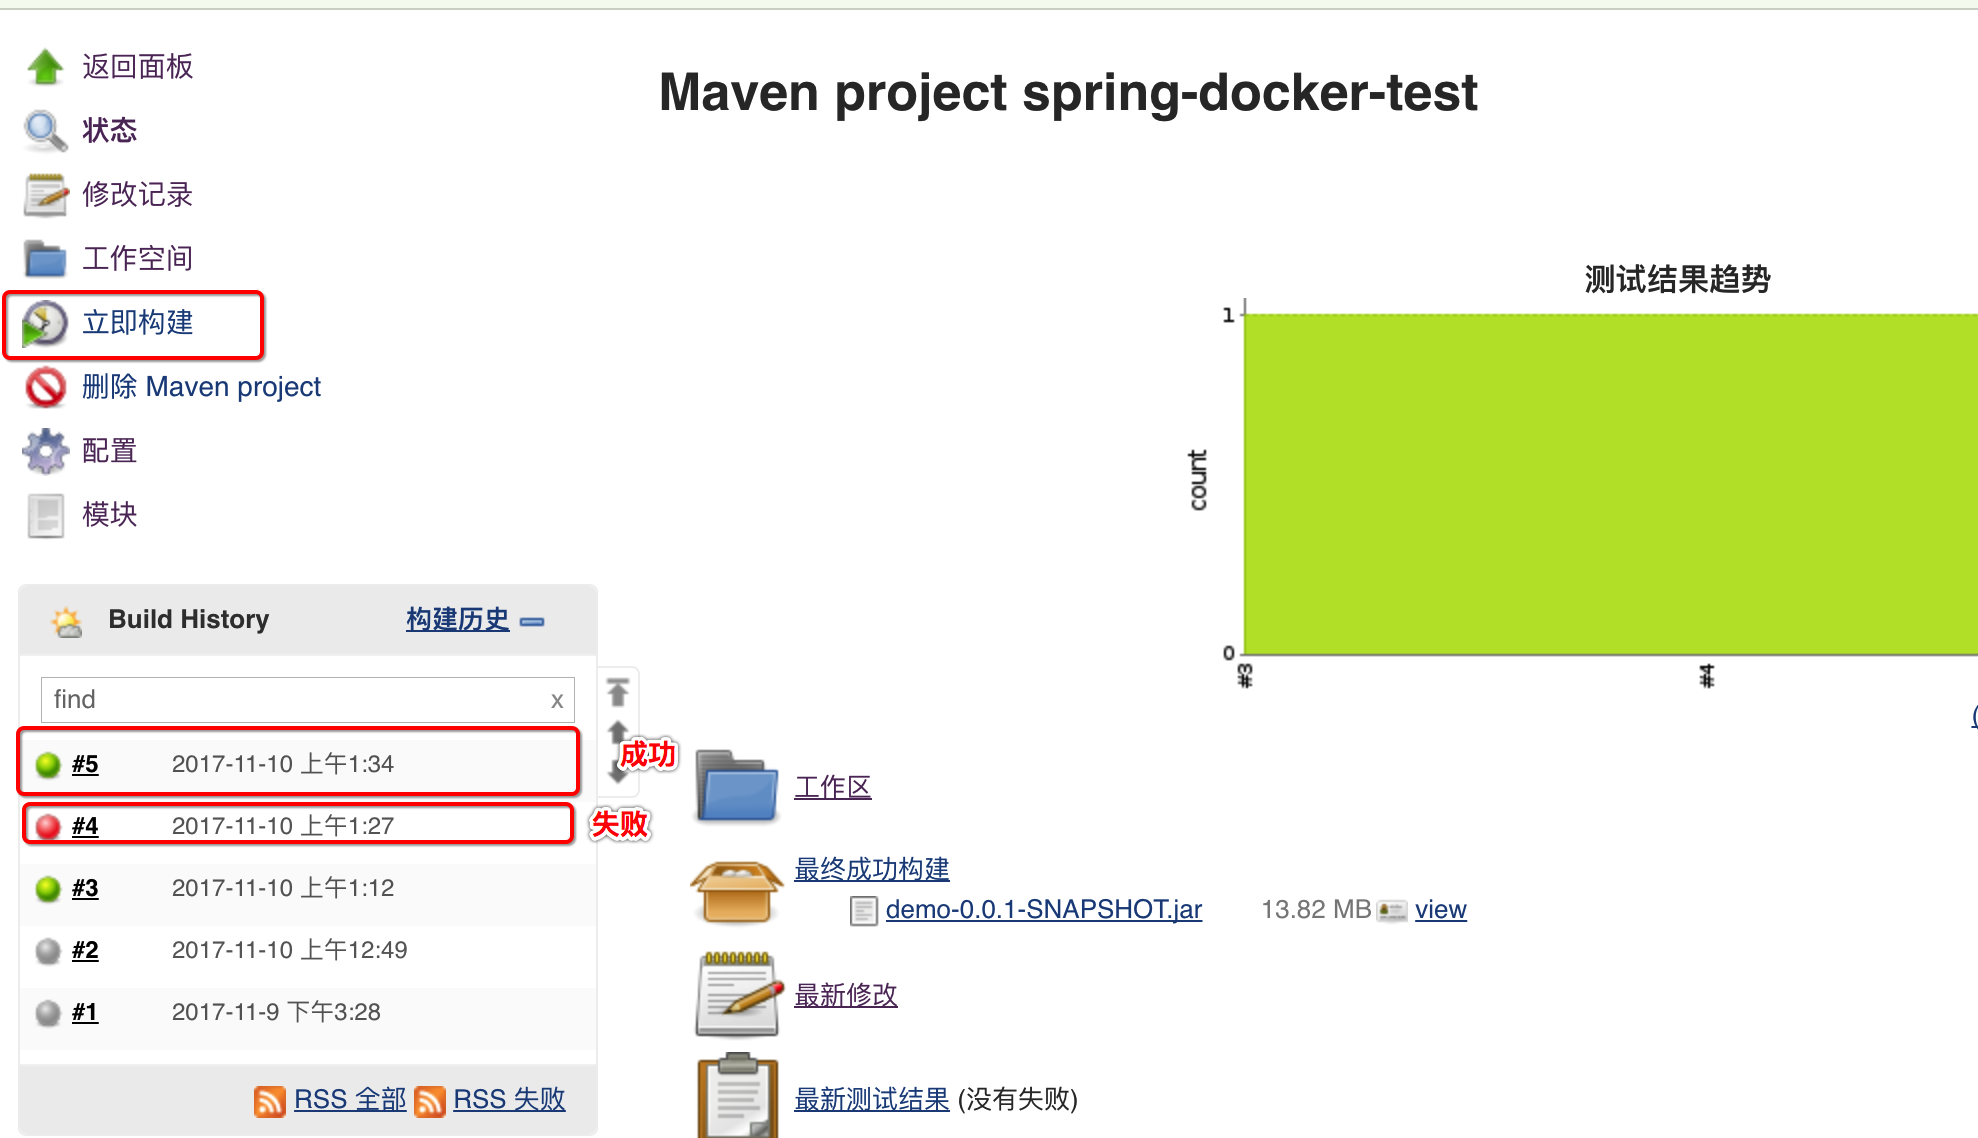 返回面板
状态
修改记录
工作空间
立即构建
删除 Maven project
配置
模块
Build History 构建历史
find x
#5 2017-11-10 上午1:34
成功
#4 2017-11-10 上午1:27
失败
#3 2017-11-10 上午1:12
#2 2017-11-10 上午12:49
#1 2017-11-9 下午3:28
RSS 全部 RSS 失败
Maven project spring-docker-test
测试结果趋势
1
count
0
#3 #4
工作区
最终成功构建
demo-0.0.1-SNAPSHOT.jar 13.82 MB view
最新修改
最新测试结果 (没有失败)